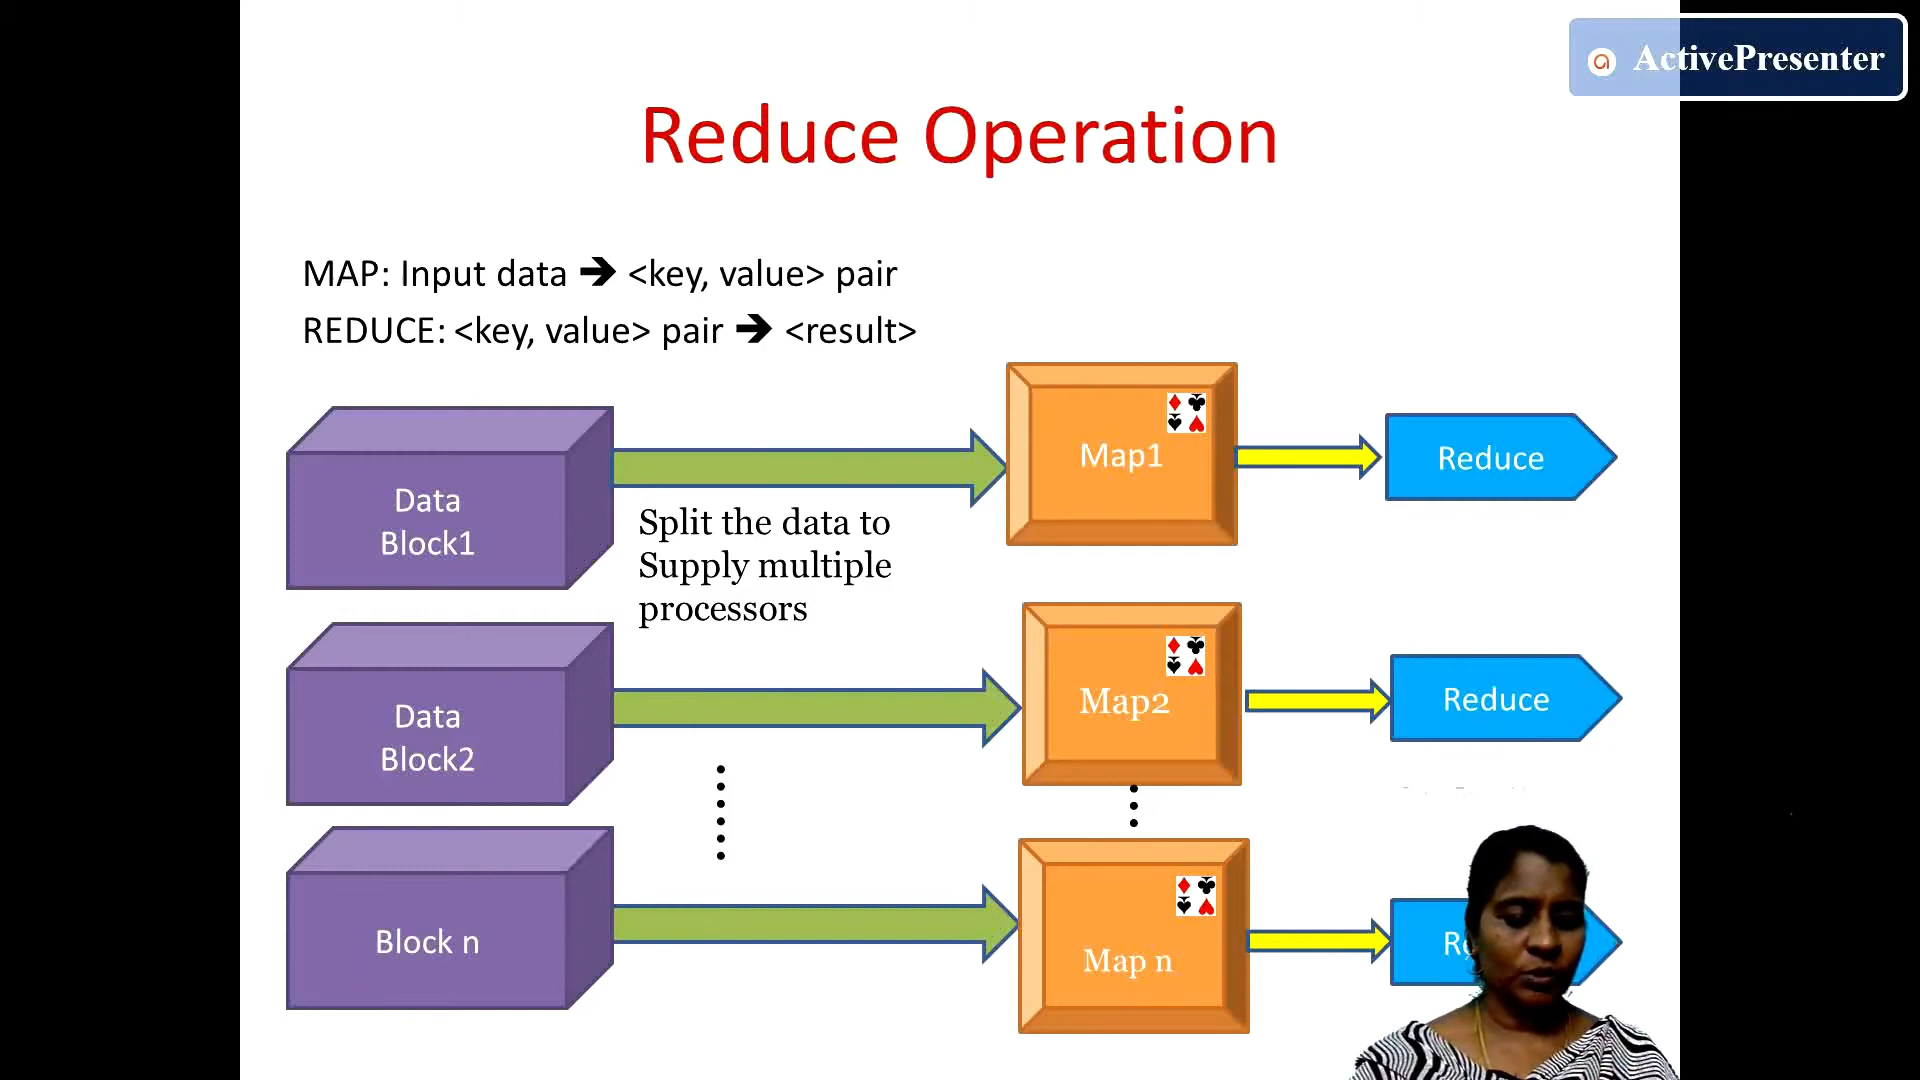 ActivePresenter
Reduce Operation
MAP: Input data ➔ <key, value> pair
REDUCE: <key, value> pair ➔ <result>
Data
Block1
Split the data to
Supply multiple
processors
Map1
Reduce
Data
Block2
Map2
Reduce
Block n
Map n